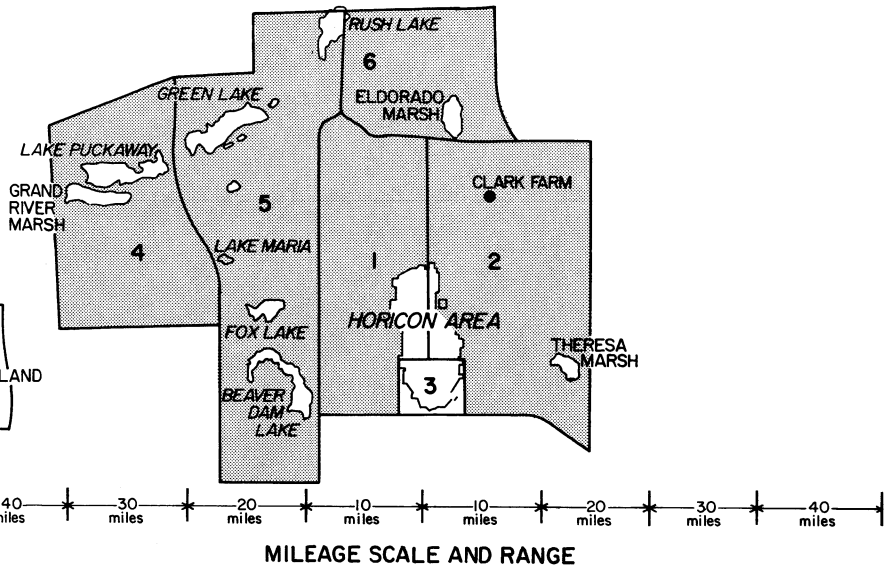 RUSH LAKE
6
GREEN LAKE
ELDORADO
MARSH
LAKE PUCKAWAY
GRAND
RIVER
MARSH
CLARK FARM
5
4
LAKE MARIA
1
2
HORICON AREA
FOX LAKE
THERESA
MARSH
LAND
3
BEAVER
DAM
LAKE
40 30 20 10 10 20 30 40
miles miles miles miles miles miles miles miles
MILEAGE SCALE AND RANGE